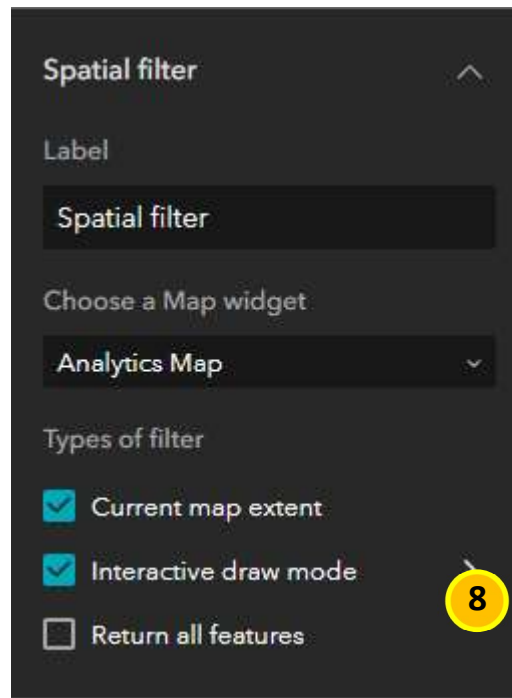 Spatial filter
Label
Spatial filter
Choose a Map widget
Analytics Map
Types of filter
Current map extent
Interactive draw mode
8
Return all features